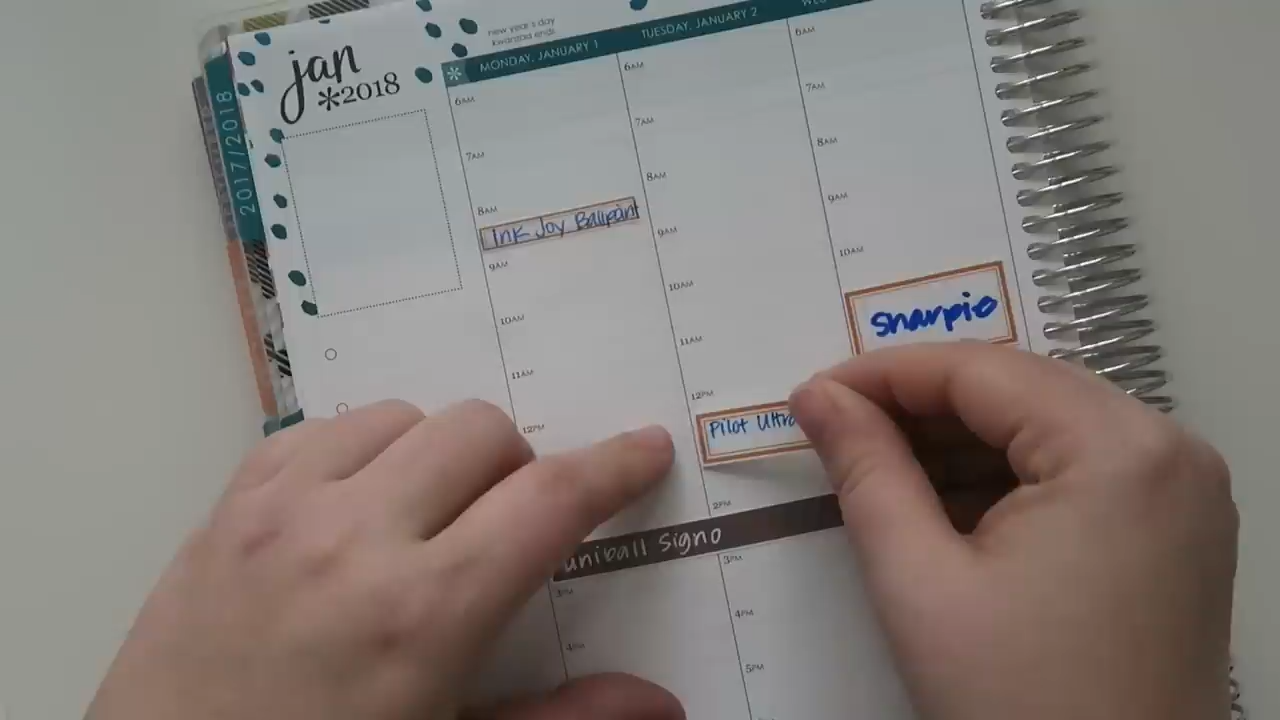 new year's day
kwanzaa ends
jan
*2018
2017/2018
MONDAY, JANUARY 1
TUESDAY, JANUARY 2
6AM
7AM
8AM
Ink Joy Ballpoint
9AM
10AM
11AM
12PM
3PM
4PM
6AM
7AM
8AM
9AM
10AM
11AM
12PM
Pilot Ultra
2PM
uniball Signo
3PM
4PM
5PM
6AM
7AM
8AM
9AM
10AM
Sharpie